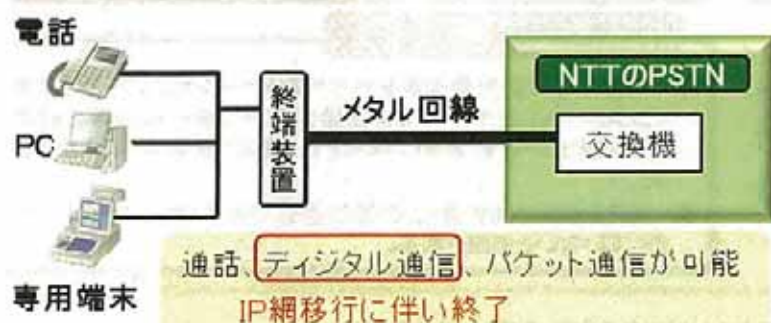 電話
NTTのPSTN
PC
終端装置
メタル回線
交換機
専用端末
通話、ディジタル通信、パケット通信が可能
IP網移行に伴い終了